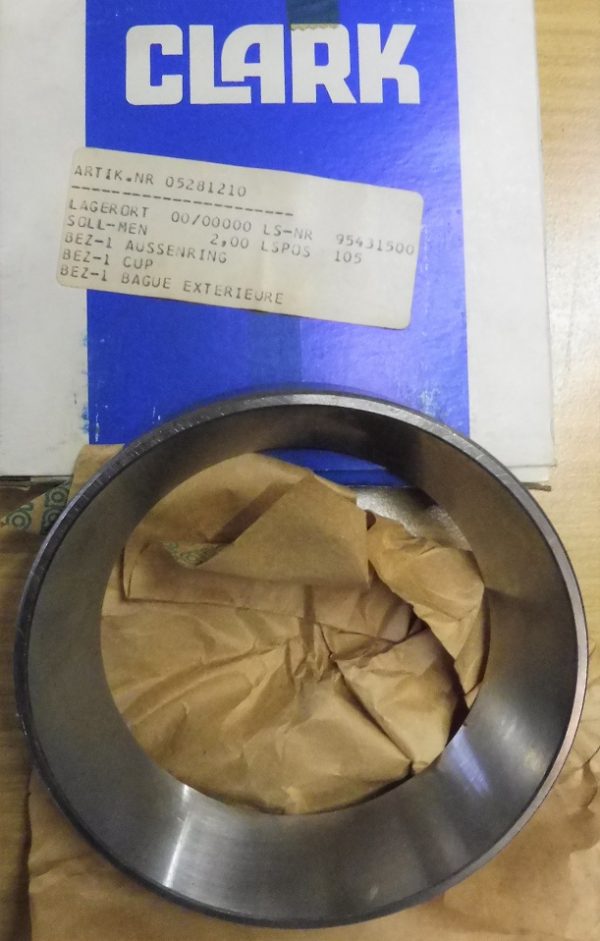 CLARK
ARTIK.NR 05281210
----------------------
LAGERORT 00/00000 LS-NR 95431500
SOLL-MEN 2,00 LSPOS 105
BEZ-1 AUSSENRING
BEZ-1 CUP
BEZ-1 BAGUE EXTERIEURE